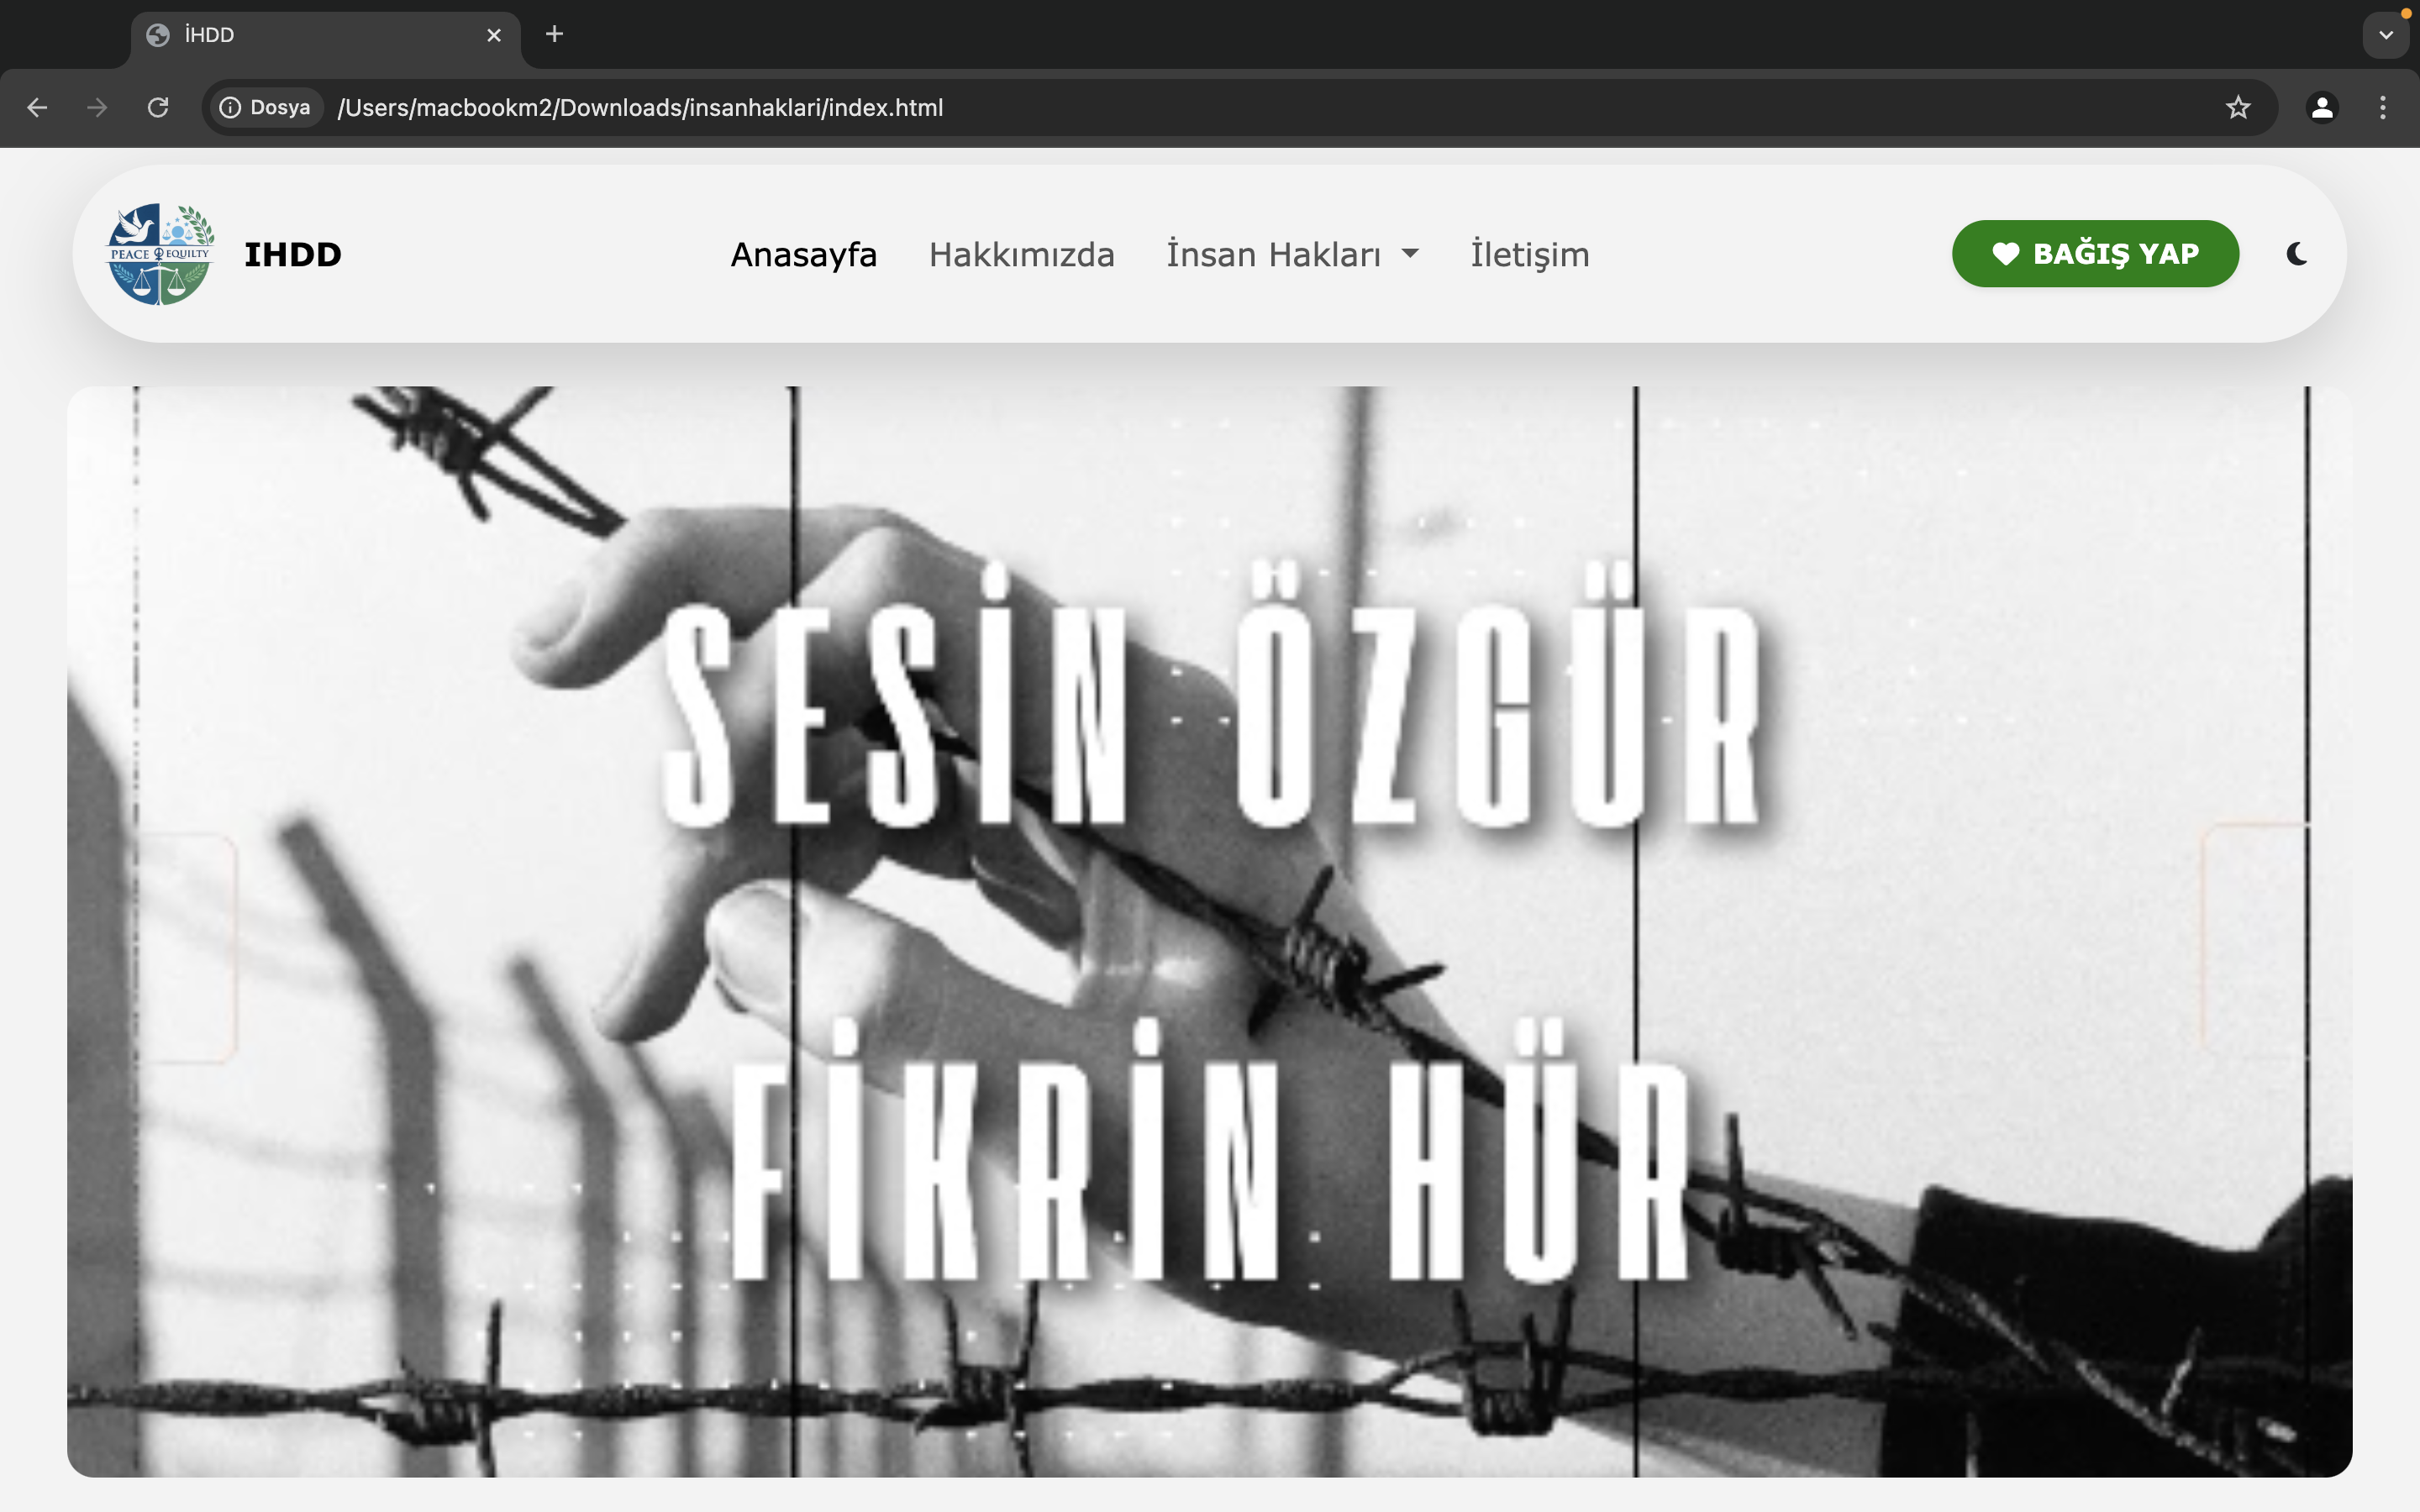 İHDD
Dosya /Users/macbookm2/Downloads/insanhaklari/index.html
PEACE EQUILTY
IHDD
Anasayfa
Hakkımızda
İnsan Hakları
İletişim
BAĞIŞ YAP
SESİN ÖZGÜR
FİKRİN HÜR